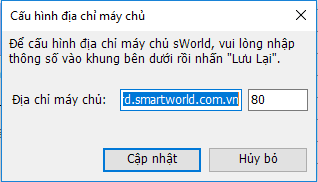 Cấu hình địa chỉ máy chủ
Để cấu hình địa chỉ máy chủ sWorld, vui lòng nhập
thông số vào khung bên dưới rồi nhấn "Lưu Lại".
Địa chỉ máy chủ: d.smartworld.com.vn 80
Cập nhật Hủy bỏ